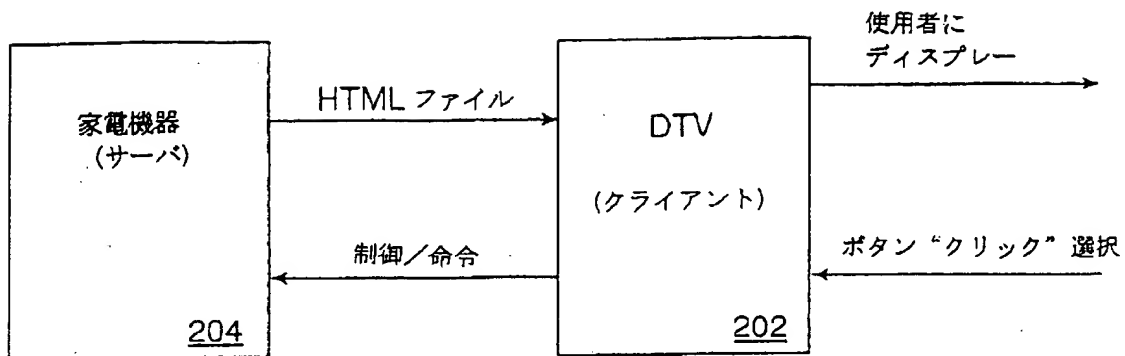 使用者に
ディスプレー
HTML ファイル
家電機器
(サーバ)
DTV
(クライアント)
制御／命令
ボタン“クリック”選択
204
202